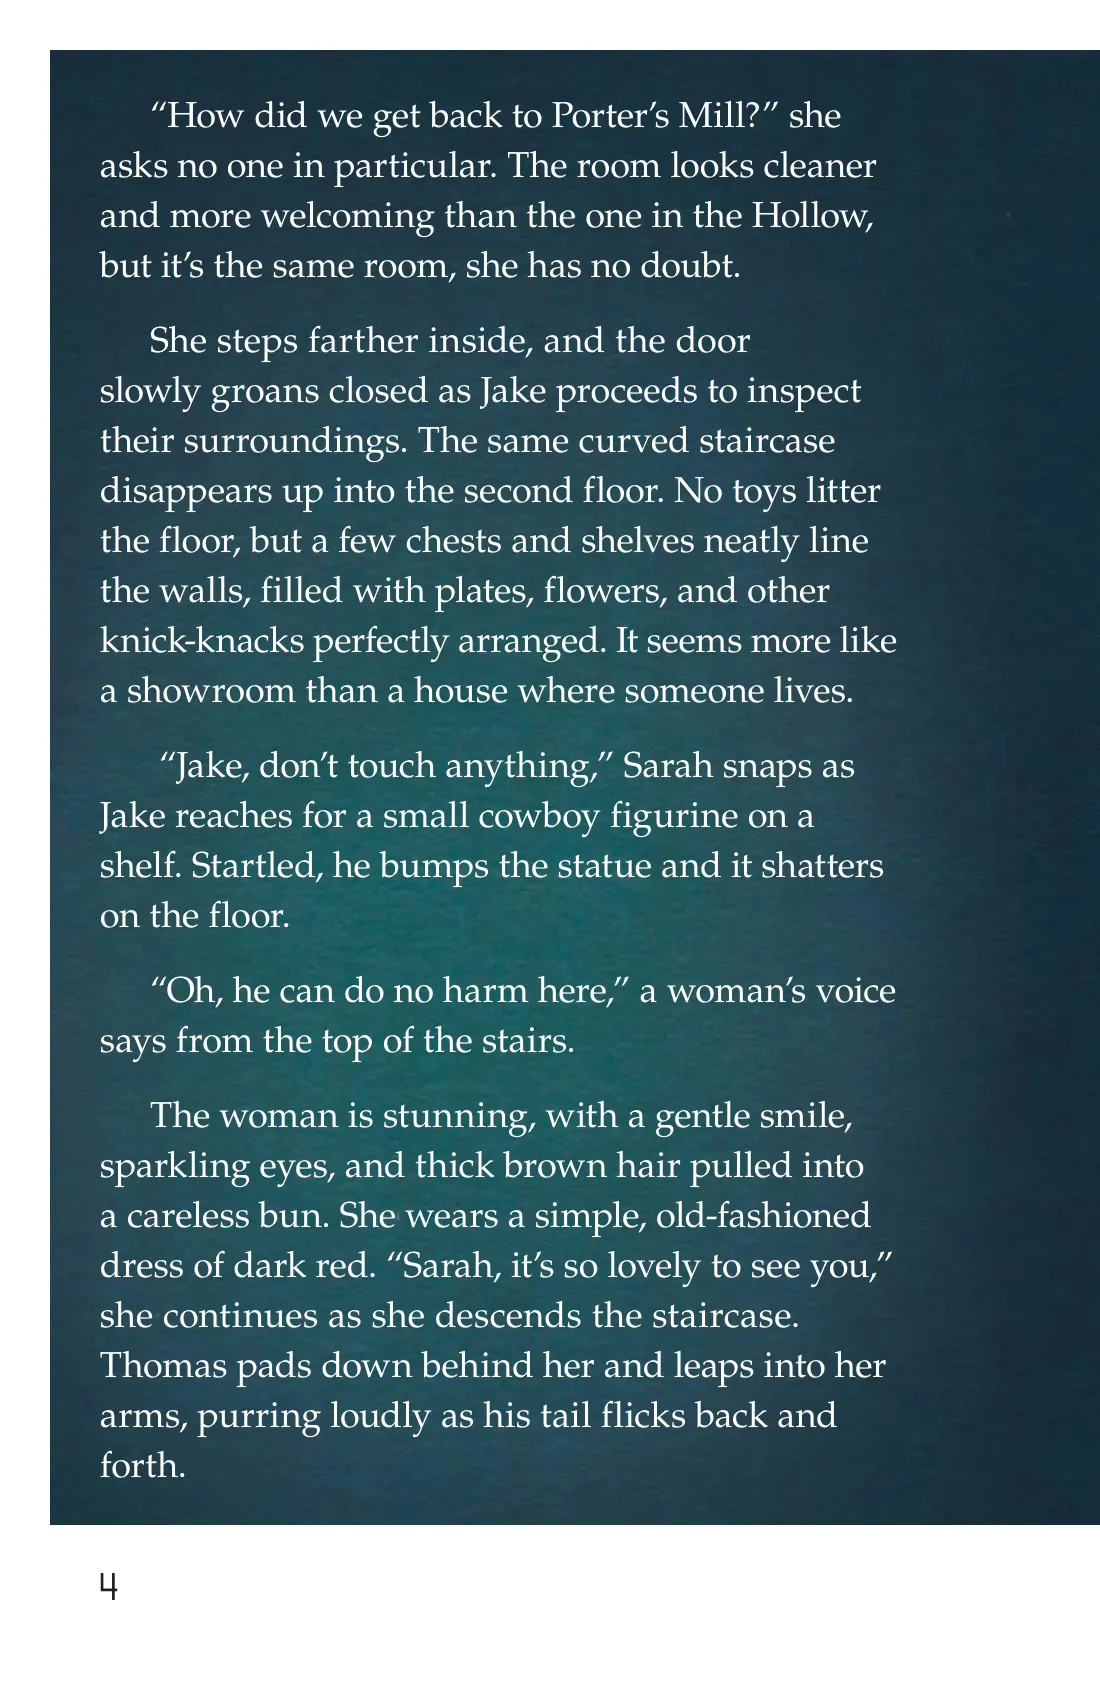 “How did we get back to Porter’s Mill?” she
asks no one in particular. The room looks cleaner
and more welcoming than the one in the Hollow,
but it’s the same room, she has no doubt.
She steps farther inside, and the door
slowly groans closed as Jake proceeds to inspect
their surroundings. The same curved staircase
disappears up into the second floor. No toys litter
the floor, but a few chests and shelves neatly line
the walls, filled with plates, flowers, and other
knick-knacks perfectly arranged. It seems more like
a showroom than a house where someone lives.
“Jake, don’t touch anything,” Sarah snaps as
Jake reaches for a small cowboy figurine on a
shelf. Startled, he bumps the statue and it shatters
on the floor.
“Oh, he can do no harm here,” a woman’s voice
says from the top of the stairs.
The woman is stunning, with a gentle smile,
sparkling eyes, and thick brown hair pulled into
a careless bun. She wears a simple, old-fashioned
dress of dark red. “Sarah, it’s so lovely to see you,”
she continues as she descends the staircase.
Thomas pads down behind her and leaps into her
arms, purring loudly as his tail flicks back and
forth.
4